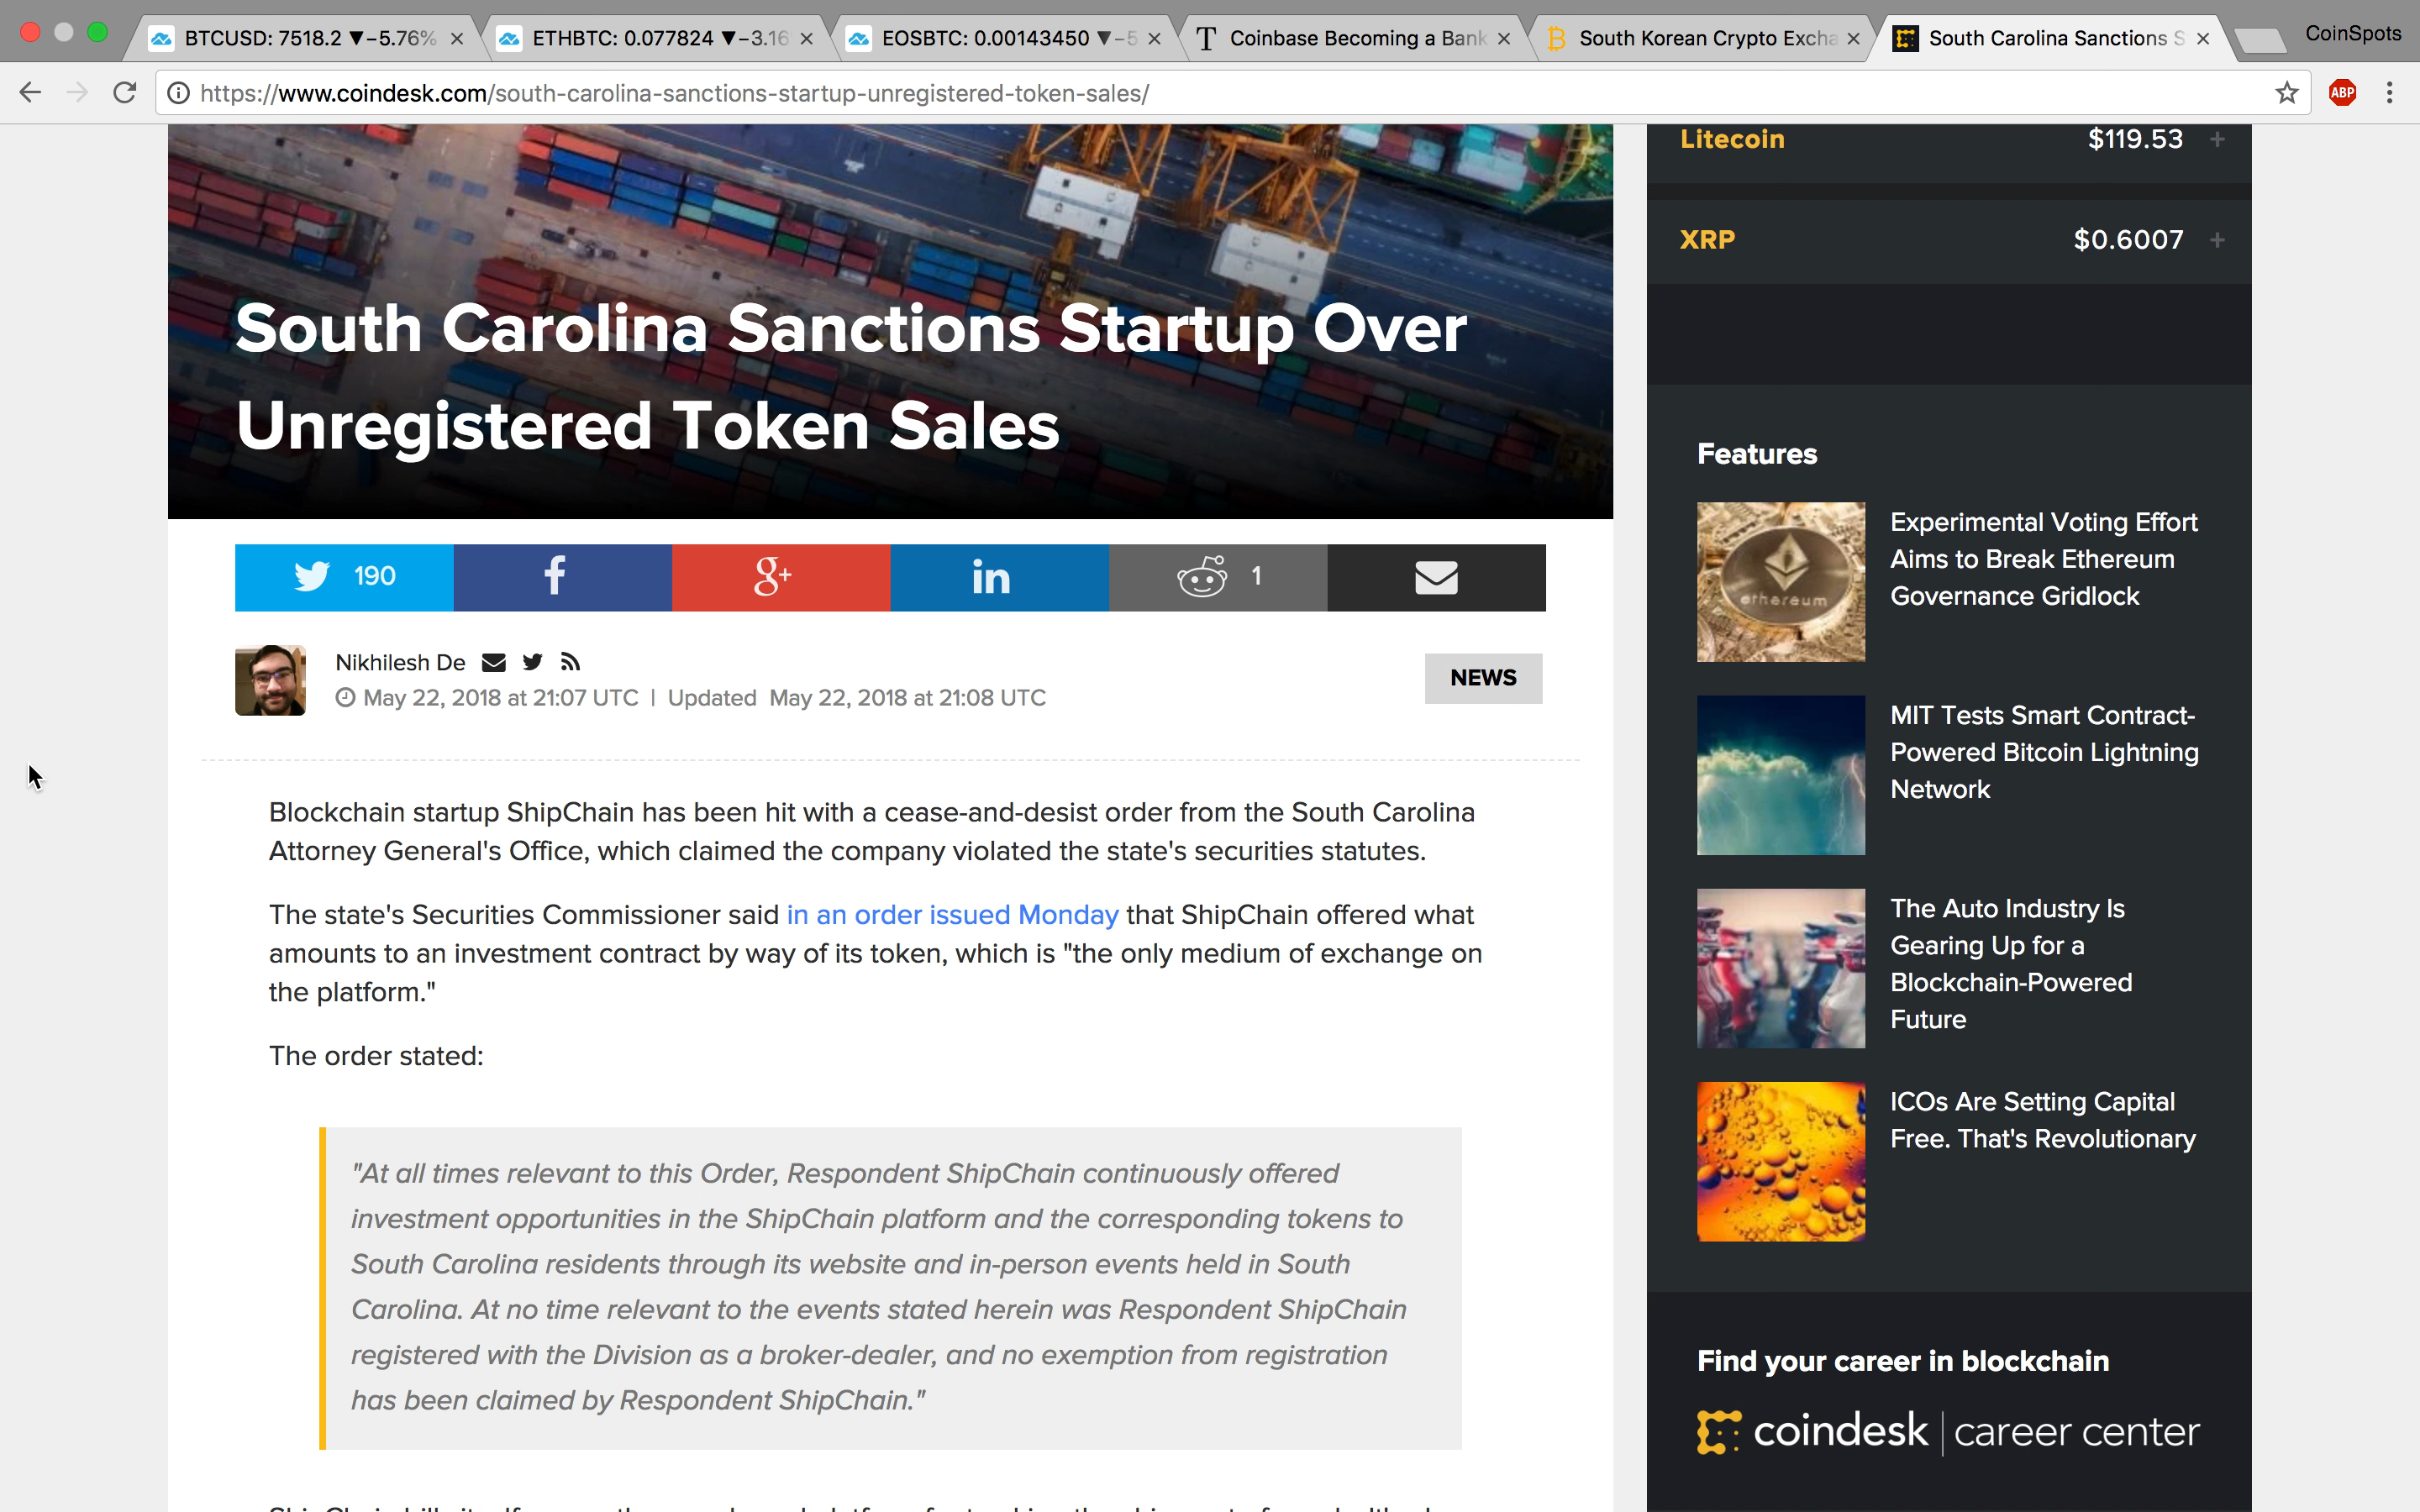 BTCUSD: 7518.2 ▼−5.76%
ETHBTC: 0.077824 ▼−3.16
EOSBTC: 0.00143450 ▼−5
Coinbase Becoming a Bank
South Korean Crypto Excha
South Carolina Sanctions S
CoinSpots
https://www.coindesk.com/south-carolina-sanctions-startup-unregistered-token-sales/
ABP
South Carolina Sanctions Startup Over
Unregistered Token Sales
190
1
Nikhilesh De
May 22, 2018 at 21:07 UTC | Updated May 22, 2018 at 21:08 UTC
NEWS
Blockchain startup ShipChain has been hit with a cease-and-desist order from the South Carolina
Attorney General's Office, which claimed the company violated the state's securities statutes.
The state's Securities Commissioner said in an order issued Monday that ShipChain offered what
amounts to an investment contract by way of its token, which is "the only medium of exchange on
the platform."
The order stated:
"At all times relevant to this Order, Respondent ShipChain continuously offered
investment opportunities in the ShipChain platform and the corresponding tokens to
South Carolina residents through its website and in-person events held in South
Carolina. At no time relevant to the events stated herein was Respondent ShipChain
registered with the Division as a broker-dealer, and no exemption from registration
has been claimed by Respondent ShipChain."
Litecoin $119.53 +
XRP $0.6007 +
Features
ethereum
Experimental Voting Effort
Aims to Break Ethereum
Governance Gridlock
MIT Tests Smart Contract-
Powered Bitcoin Lightning
Network
The Auto Industry Is
Gearing Up for a
Blockchain-Powered
Future
ICOs Are Setting Capital
Free. That's Revolutionary
Find your career in blockchain
coindesk | career center